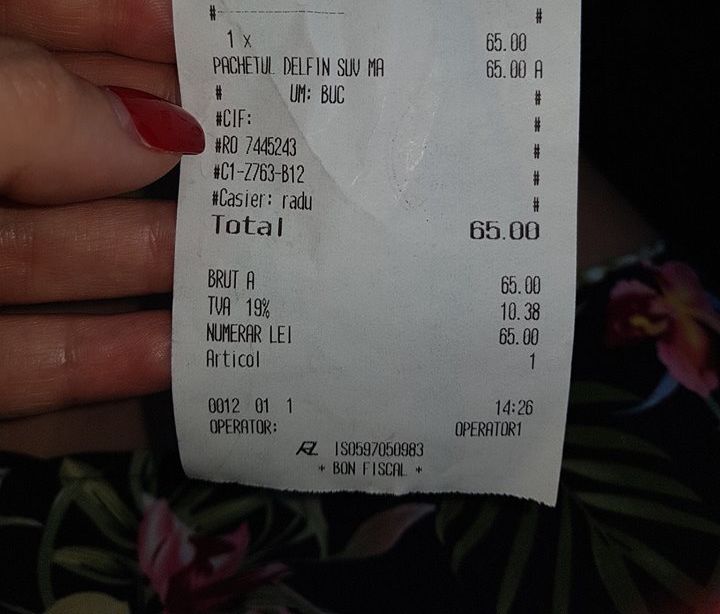 #---------------------- #
1 x 65.00
PACHETUL DELFIN SUV MA 65.00 A
# UM: BUC #
#CIF: #
#RO 7445243 #
#C1-Z763-B12 #
#Casier: radu #
Total 65.00
BRUT A 65.00
TVA 19% 10.38
NUMERAR LEI 65.00
Articol 1
0012 01 1 14:26
OPERATOR: OPERATOR1
IS0597050983
+ BON FISCAL +